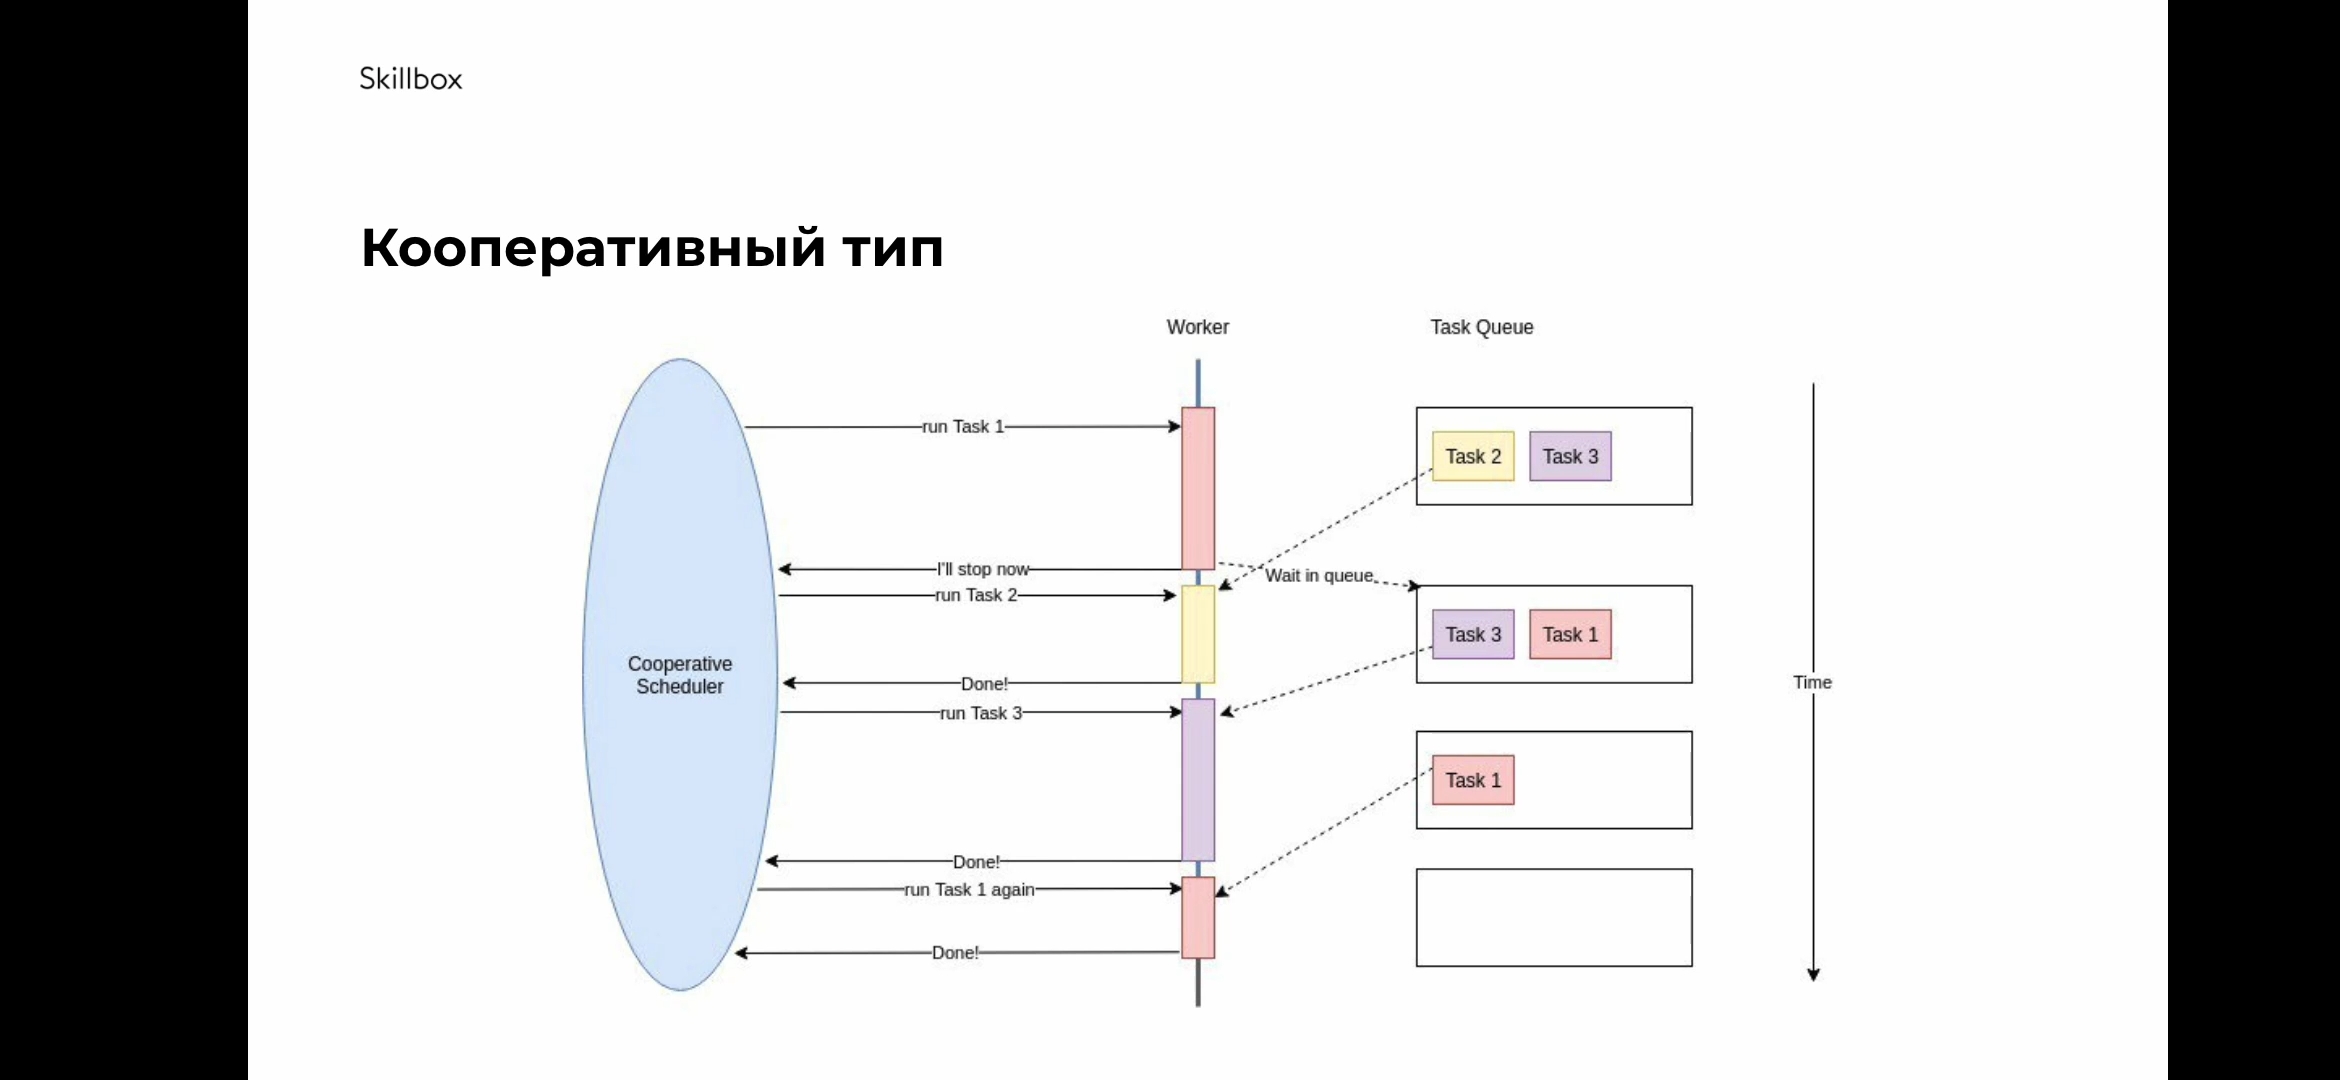 Skillbox
Кооперативный тип
Worker
Task Queue
run Task 1
Task 2
Task 3
I'll stop now
Wait in queue
run Task 2
Task 3
Task 1
Cooperative
Scheduler
Done!
Time
run Task 3
Task 1
Done!
run Task 1 again
Done!